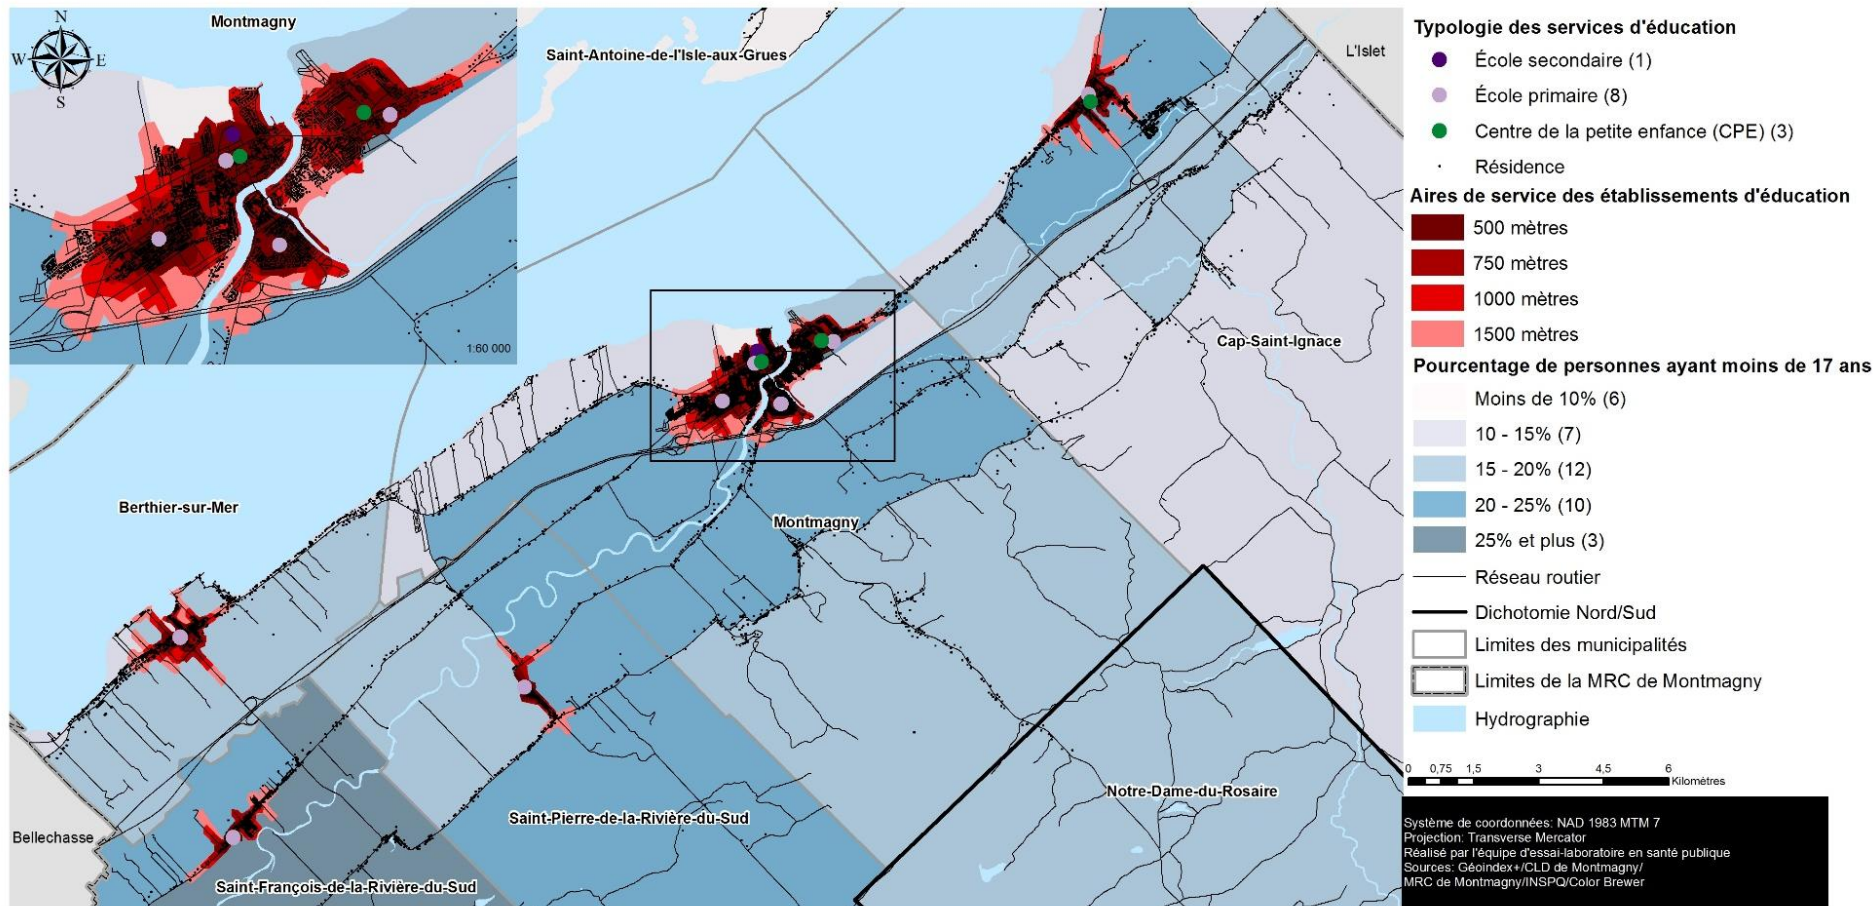 Montmagny
N
W
E
S
1:60 000
Saint-Antoine-de-l'Isle-aux-Grues
L'Islet
Cap-Saint-Ignace
Berthier-sur-Mer
Montmagny
Notre-Dame-du-Rosaire
Saint-Pierre-de-la-Rivière-du-Sud
Bellechasse
Saint-François-de-la-Rivière-du-Sud
Typologie des services d'éducation
École secondaire (1)
École primaire (8)
Centre de la petite enfance (CPE) (3)
Résidence
Aires de service des établissements d'éducation
500 mètres
750 mètres
1000 mètres
1500 mètres
Pourcentage de personnes ayant moins de 17 ans
Moins de 10% (6)
10 - 15% (7)
15 - 20% (12)
20 - 25% (10)
25% et plus (3)
Réseau routier
Dichotomie Nord/Sud
Limites des municipalités
Limites de la MRC de Montmagny
Hydrographie
0 0,75 1,5 3 4,5 6
Kilomètres
Système de coordonnées: NAD 1983 MTM 7
Projection: Transverse Mercator
Réalisé par l'équipe d'essai-laboratoire en santé publique
Sources: Géoindex+/CLD de Montmagny/
MRC de Montmagny/INSPQ/Color Brewer